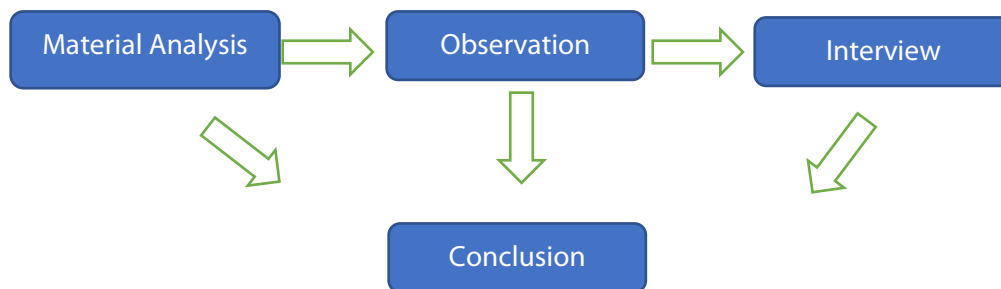 Material Analysis
Observation
Interview
Conclusion